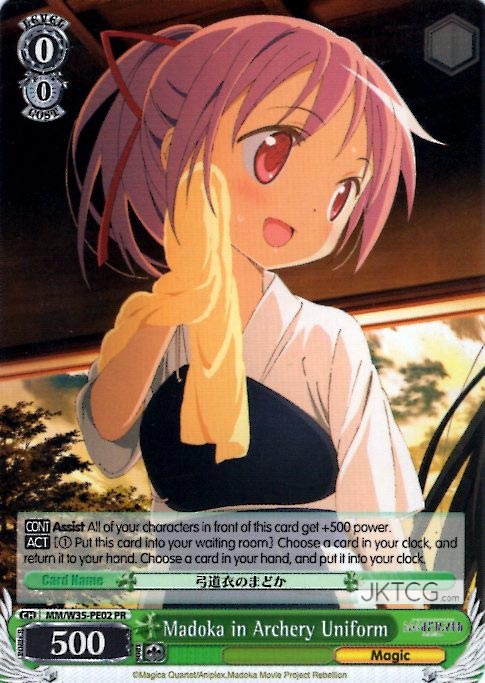 LEVEL
0
0
COST
CONT Assist All of your characters in front of this card get +500 power.
ACT [① Put this card into your waiting room] Choose a card in your clock, and
return it to your hand. Choose a card in your hand, and put it into your clock.
Card Name 弓道衣のまどか
JKTCG.com
CH MM/W35-PE02 PR
POWER 500 Madoka in Archery Uniform
SOUL Magic
©Magica Quartet/Aniplex,Madoka Movie Project Rebellion